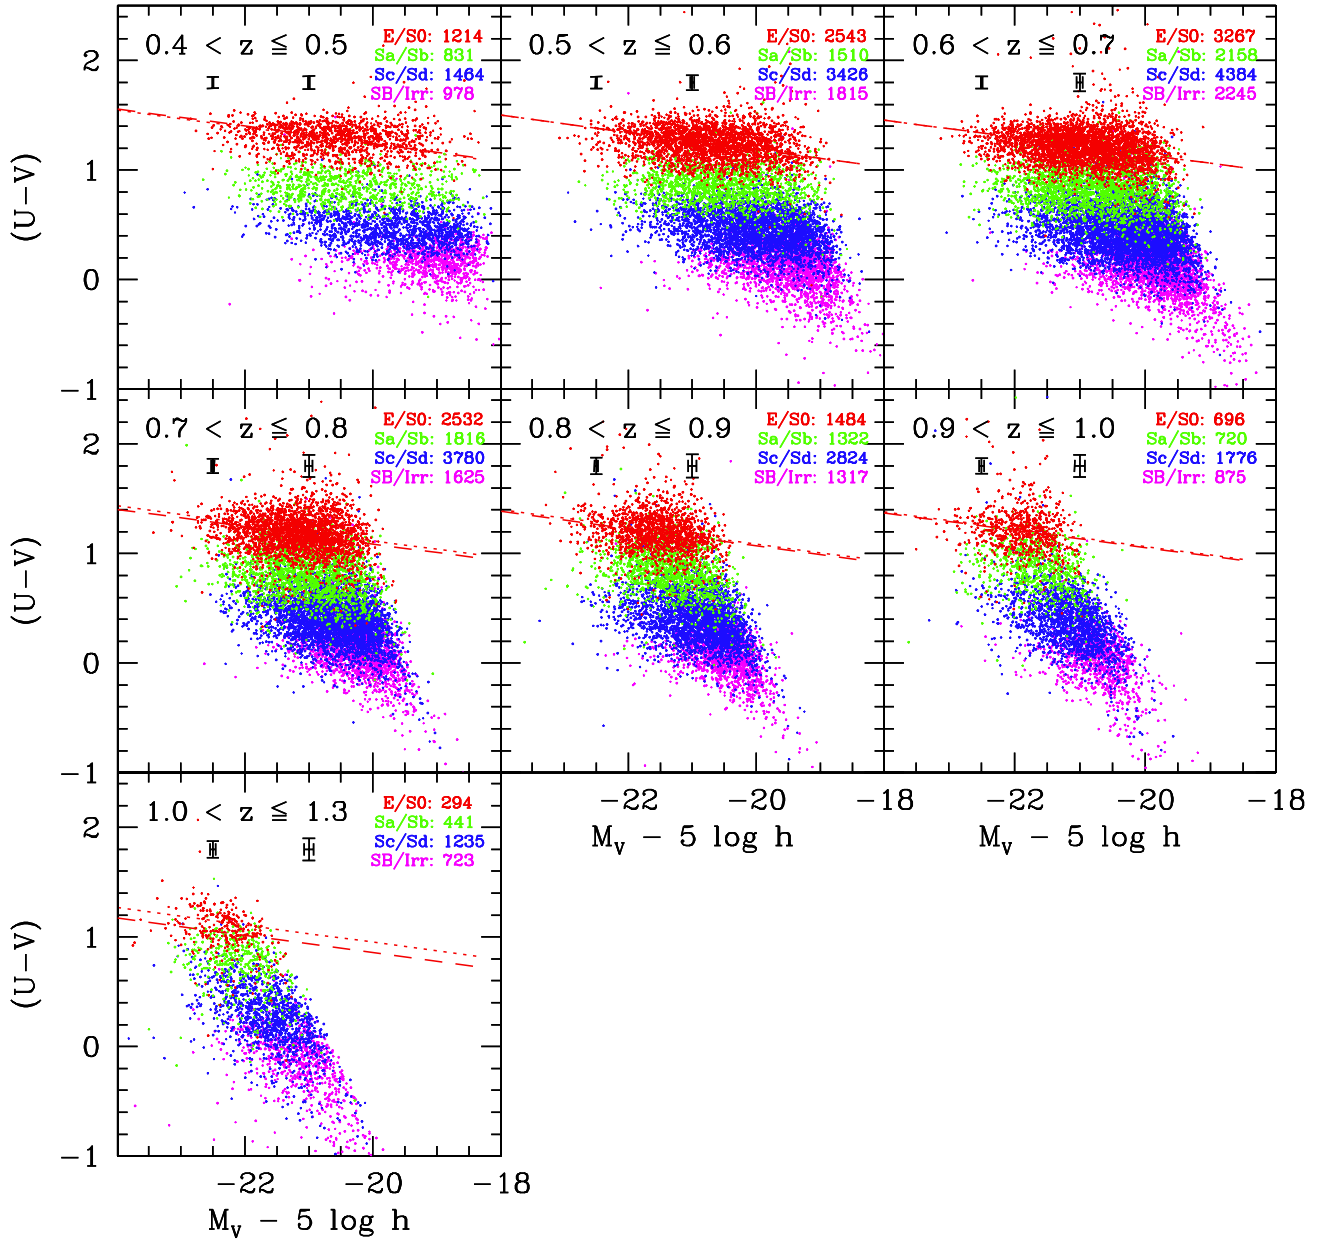 0.4 < z ≦ 0.5
E/S0: 1214
Sa/Sb: 831
Sc/Sd: 1464
SB/Irr: 978
0.5 < z ≦ 0.6
E/S0: 2543
Sa/Sb: 1510
Sc/Sd: 3426
SB/Irr: 1815
0.6 < z ≦ 0.7
E/S0: 3267
Sa/Sb: 2158
Sc/Sd: 4384
SB/Irr: 2245
2
1
0
−1
(U−V)
0.7 < z ≦ 0.8
E/S0: 2532
Sa/Sb: 1816
Sc/Sd: 3780
SB/Irr: 1625
0.8 < z ≦ 0.9
E/S0: 1484
Sa/Sb: 1322
Sc/Sd: 2824
SB/Irr: 1317
0.9 < z ≦ 1.0
E/S0: 696
Sa/Sb: 720
Sc/Sd: 1776
SB/Irr: 875
2
1
0
−1
(U−V)
−22 −20 −18
M_V − 5 log h
−22 −20 −18
M_V − 5 log h
1.0 < z ≦ 1.3
E/S0: 294
Sa/Sb: 441
Sc/Sd: 1235
SB/Irr: 723
2
1
0
−1
(U−V)
−22 −20 −18
M_V − 5 log h